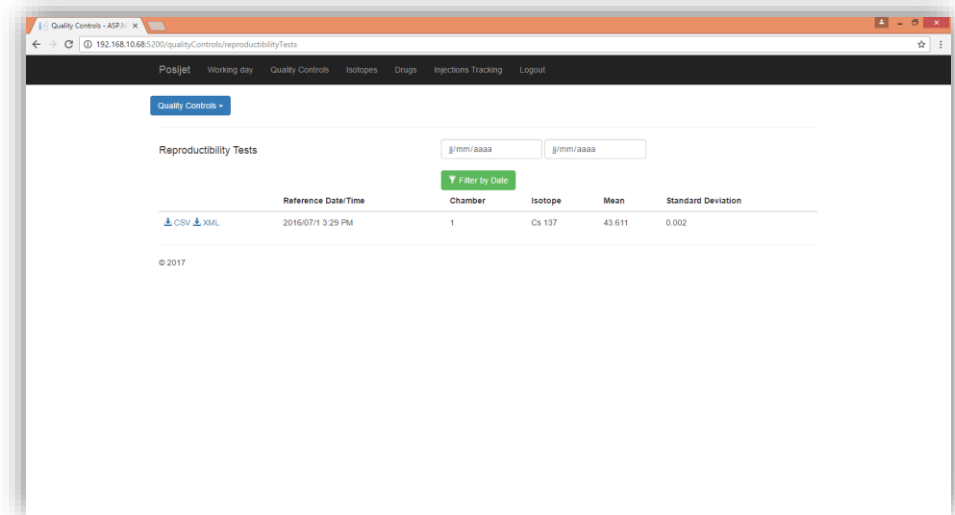 Quality Controls - ASP.N
192.168.10.68:5200/qualityControls/reproductibilityTests
Posijet Working day Quality Controls Isotopes Drugs Injections Tracking Logout
Quality Controls
Reproductibility Tests jj/mm/aaaa jj/mm/aaaa
Filter by Date
Reference Date/Time Chamber Isotope Mean Standard Deviation
CSV XML 2016/07/1 3:29 PM 1 Cs 137 43.611 0.002
© 2017